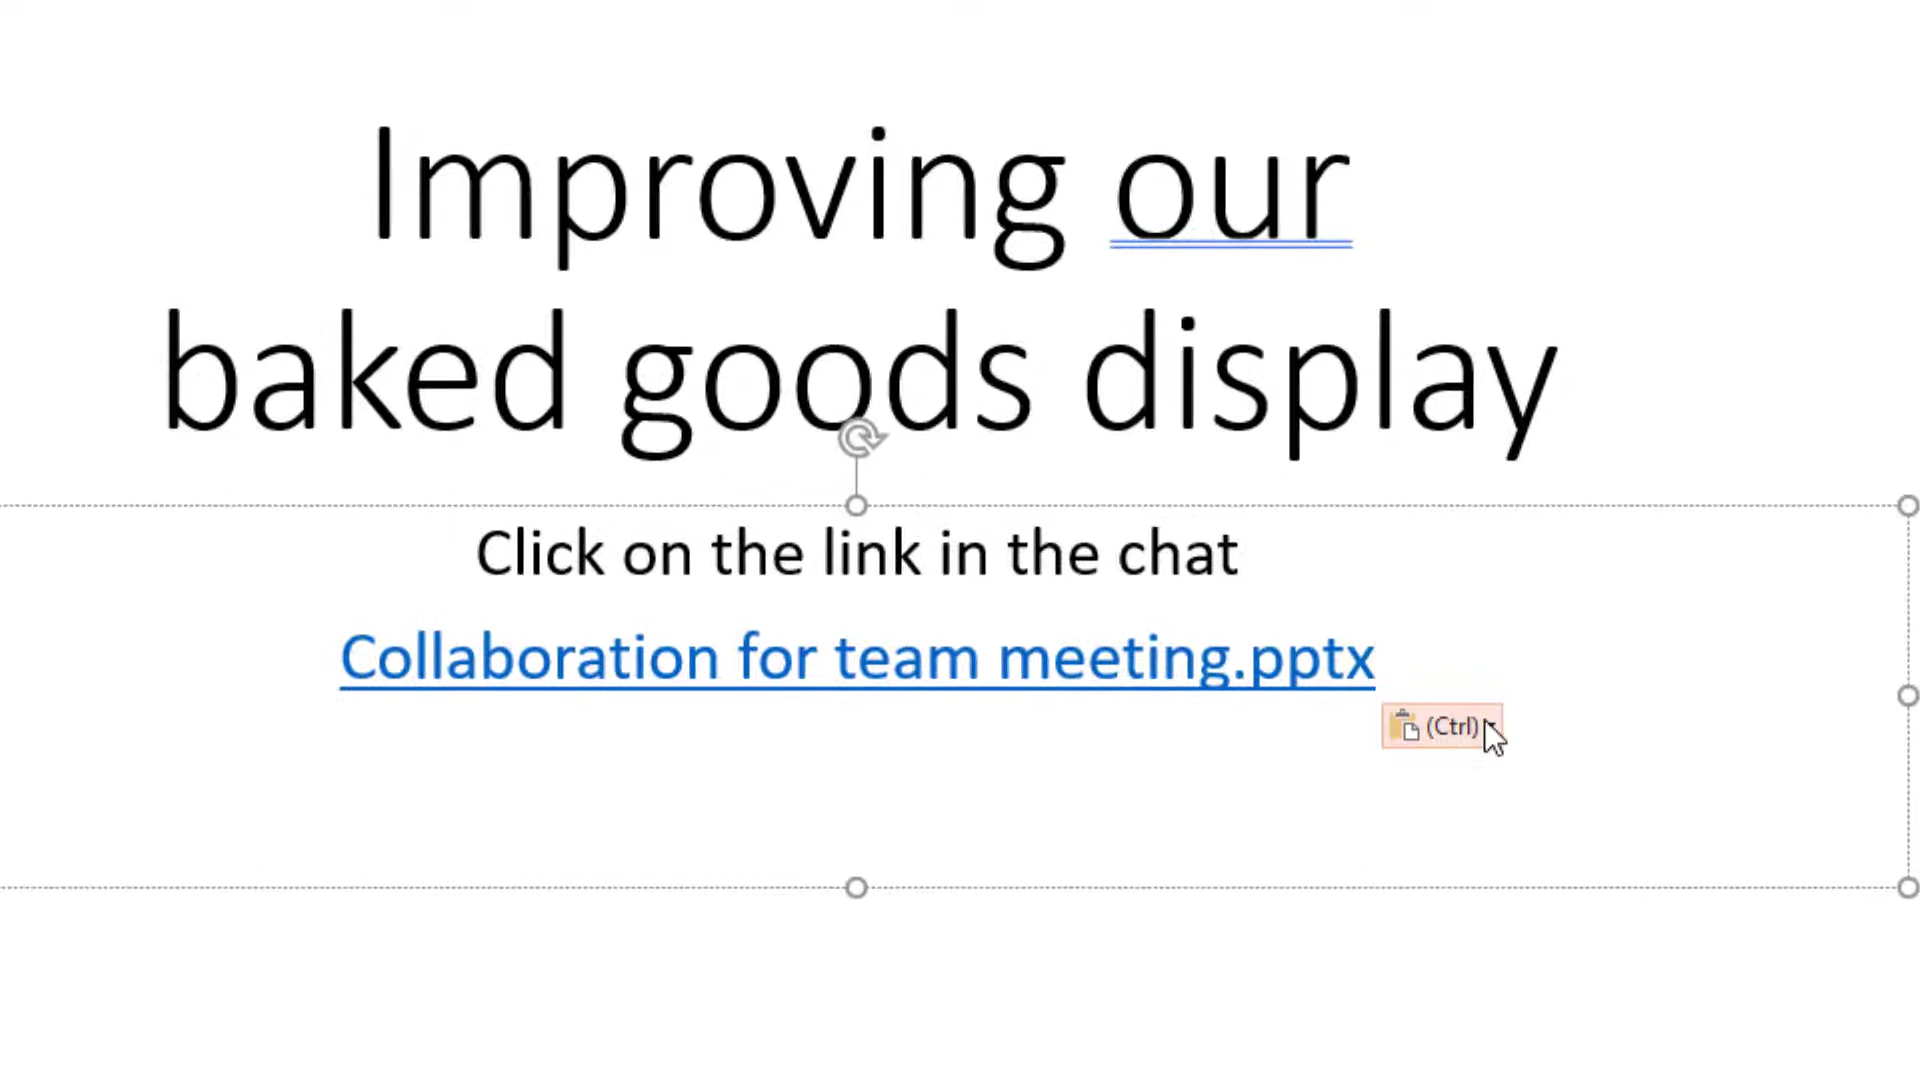 Improving our
baked goods display
Click on the link in the chat
Collaboration for team meeting.pptx
(Ctrl)